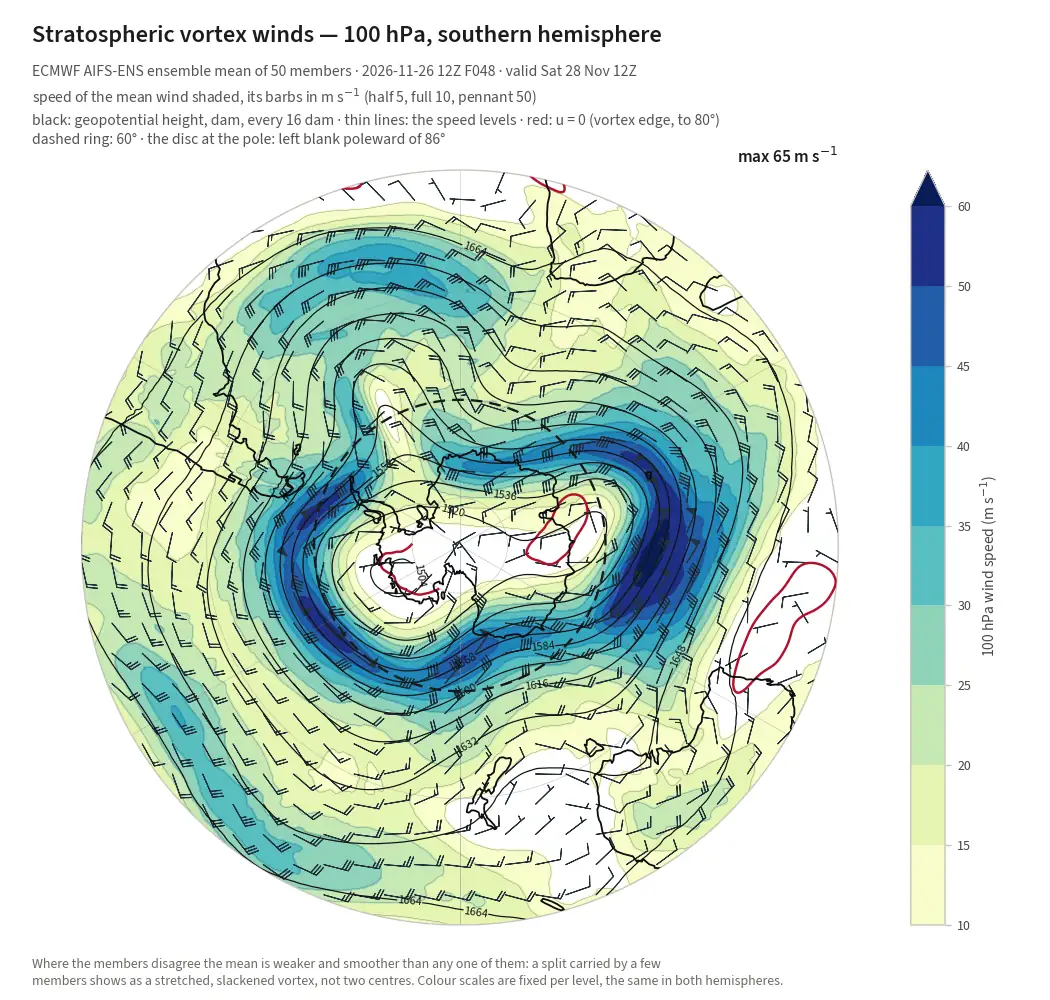 Stratospheric vortex winds — 100 hPa, southern hemisphere
ECMWF AIFS-ENS ensemble mean of 50 members · 2026-11-26 12Z F048 · valid Sat 28 Nov 12Z
speed of the mean wind shaded, its barbs in m s⁻¹ (half 5, full 10, pennant 50)
black: geopotential height, dam, every 16 dam · thin lines: the speed levels · red: u = 0 (vortex edge, to 80°)
dashed ring: 60° · the disc at the pole: left blank poleward of 86°
max 65 m s⁻¹
1664
1536
1520
1504
1584
1648
1616
1632
1664
1664
60
50
45
40
35
30
25
20
15
10
100 hPa wind speed (m s⁻¹)
Where the members disagree the mean is weaker and smoother than any one of them: a split carried by a few
members shows as a stretched, slackened vortex, not two centres. Colour scales are fixed per level, the same in both hemispheres.